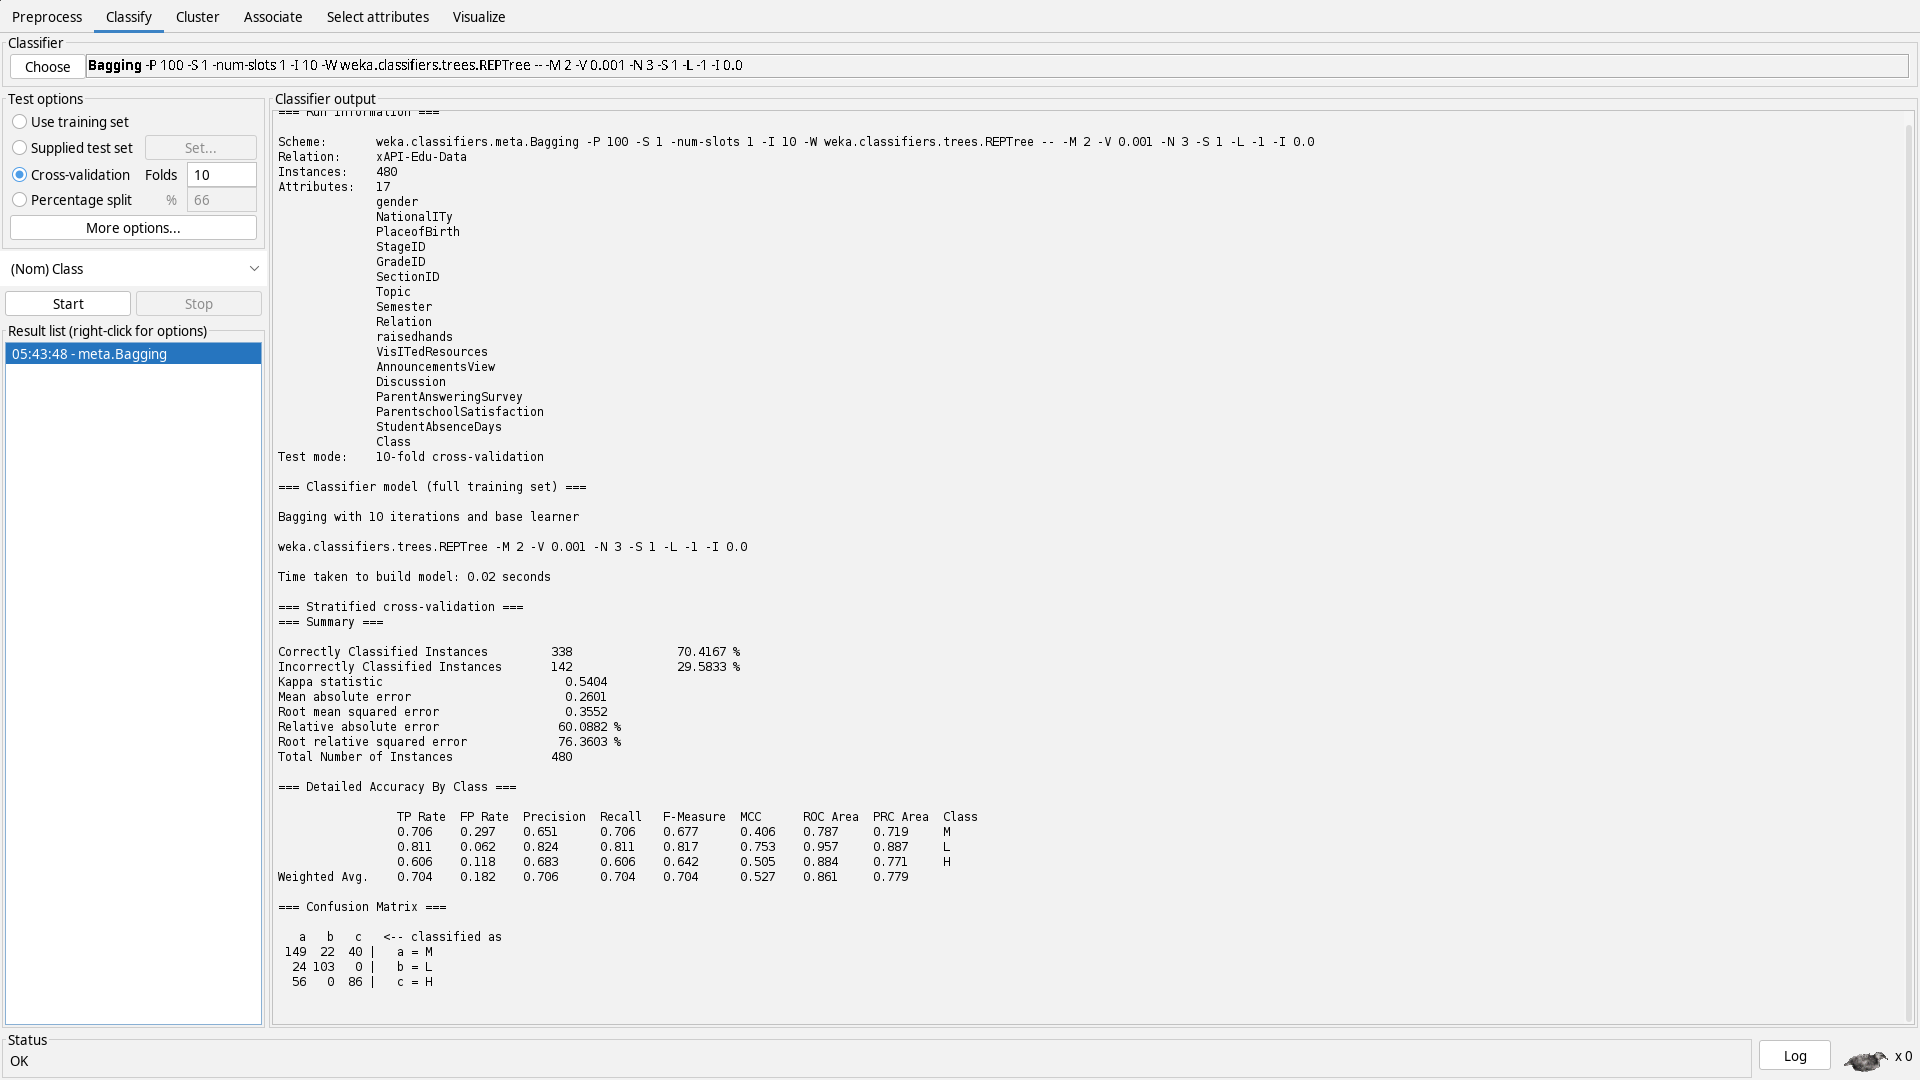 Preprocess Classify Cluster Associate Select attributes Visualize
Classifier
Choose Bagging -P 100 -S 1 -num-slots 1 -I 10 -W weka.classifiers.trees.REPTree -- -M 2 -V 0.001 -N 3 -S 1 -L -1 -I 0.0
Test options
Use training set
Supplied test set Set...
Cross-validation Folds 10
Percentage split % 66
More options...
(Nom) Class
Start Stop
Result list (right-click for options)
05:43:48 - meta.Bagging
Classifier output
=== Run information ===
Scheme: weka.classifiers.meta.Bagging -P 100 -S 1 -num-slots 1 -I 10 -W weka.classifiers.trees.REPTree -- -M 2 -V 0.001 -N 3 -S 1 -L -1 -I 0.0
Relation: xAPI-Edu-Data
Instances: 480
Attributes: 17
gender
NationalITy
PlaceofBirth
StageID
GradeID
SectionID
Topic
Semester
Relation
raisedhands
VisITedResources
AnnouncementsView
Discussion
ParentAnsweringSurvey
ParentschoolSatisfaction
StudentAbsenceDays
Class
Test mode: 10-fold cross-validation
=== Classifier model (full training set) ===
Bagging with 10 iterations and base learner
weka.classifiers.trees.REPTree -M 2 -V 0.001 -N 3 -S 1 -L -1 -I 0.0
Time taken to build model: 0.02 seconds
=== Stratified cross-validation ===
=== Summary ===
Correctly Classified Instances 338 70.4167 %
Incorrectly Classified Instances 142 29.5833 %
Kappa statistic 0.5404
Mean absolute error 0.2601
Root mean squared error 0.3552
Relative absolute error 60.0882 %
Root relative squared error 76.3603 %
Total Number of Instances 480
=== Detailed Accuracy By Class ===
TP Rate FP Rate Precision Recall F-Measure MCC ROC Area PRC Area Class
0.706 0.297 0.651 0.706 0.677 0.406 0.787 0.719 M
0.811 0.062 0.824 0.811 0.817 0.753 0.957 0.887 L
0.606 0.118 0.683 0.606 0.642 0.505 0.884 0.771 H
Weighted Avg. 0.704 0.182 0.706 0.704 0.704 0.527 0.861 0.779
=== Confusion Matrix ===
a b c <-- classified as
149 22 40 | a = M
24 103 0 | b = L
56 0 86 | c = H
Status
OK
Log x 0